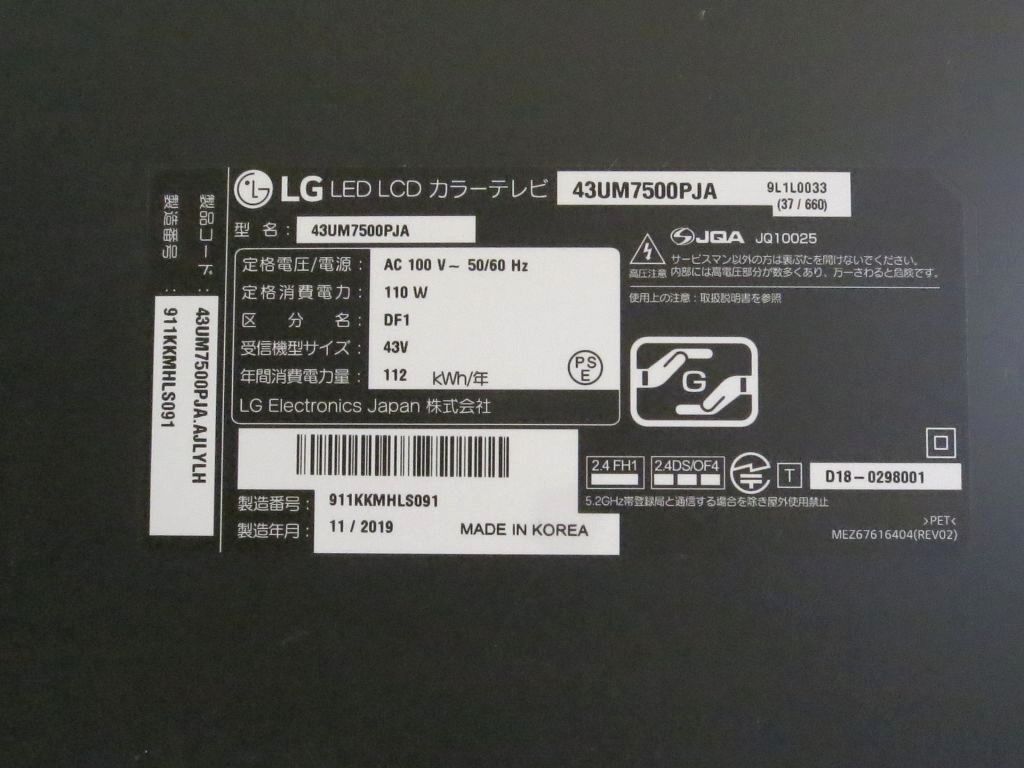 LG LED LCD カラーテレビ 43UM7500PJA 9L1L0033
(37 / 660)
型 名 : 43UM7500PJA
定格電圧/電源 : AC 100 V~ 50/60 Hz
定格消費電力 : 110 W
区 分 名 : DF1
受信機型サイズ : 43V
年間消費電力量 : 112 kWh/年
PS
E
LG Electronics Japan 株式会社
JQA JQ10025
高圧注意
サービスマン以外の方は裏ぶたを開けないでください。
内部には高電圧部分が数多くあり、万一さわると危険です。
使用上の注意 : 取扱説明書を参照
G
製造番号: 911KKMHLS091
製造年月: 11 / 2019 MADE IN KOREA
2.4 FH1 2.4DS/OF4 T D18-0298001
5.2GHz帯登録局と通信する場合を除き屋外使用禁止
>PET<
MEZ67616404(REV02)
製品コード : 43UM7500PJA.AJLYLH
製造番号 : 911KKMHLS091